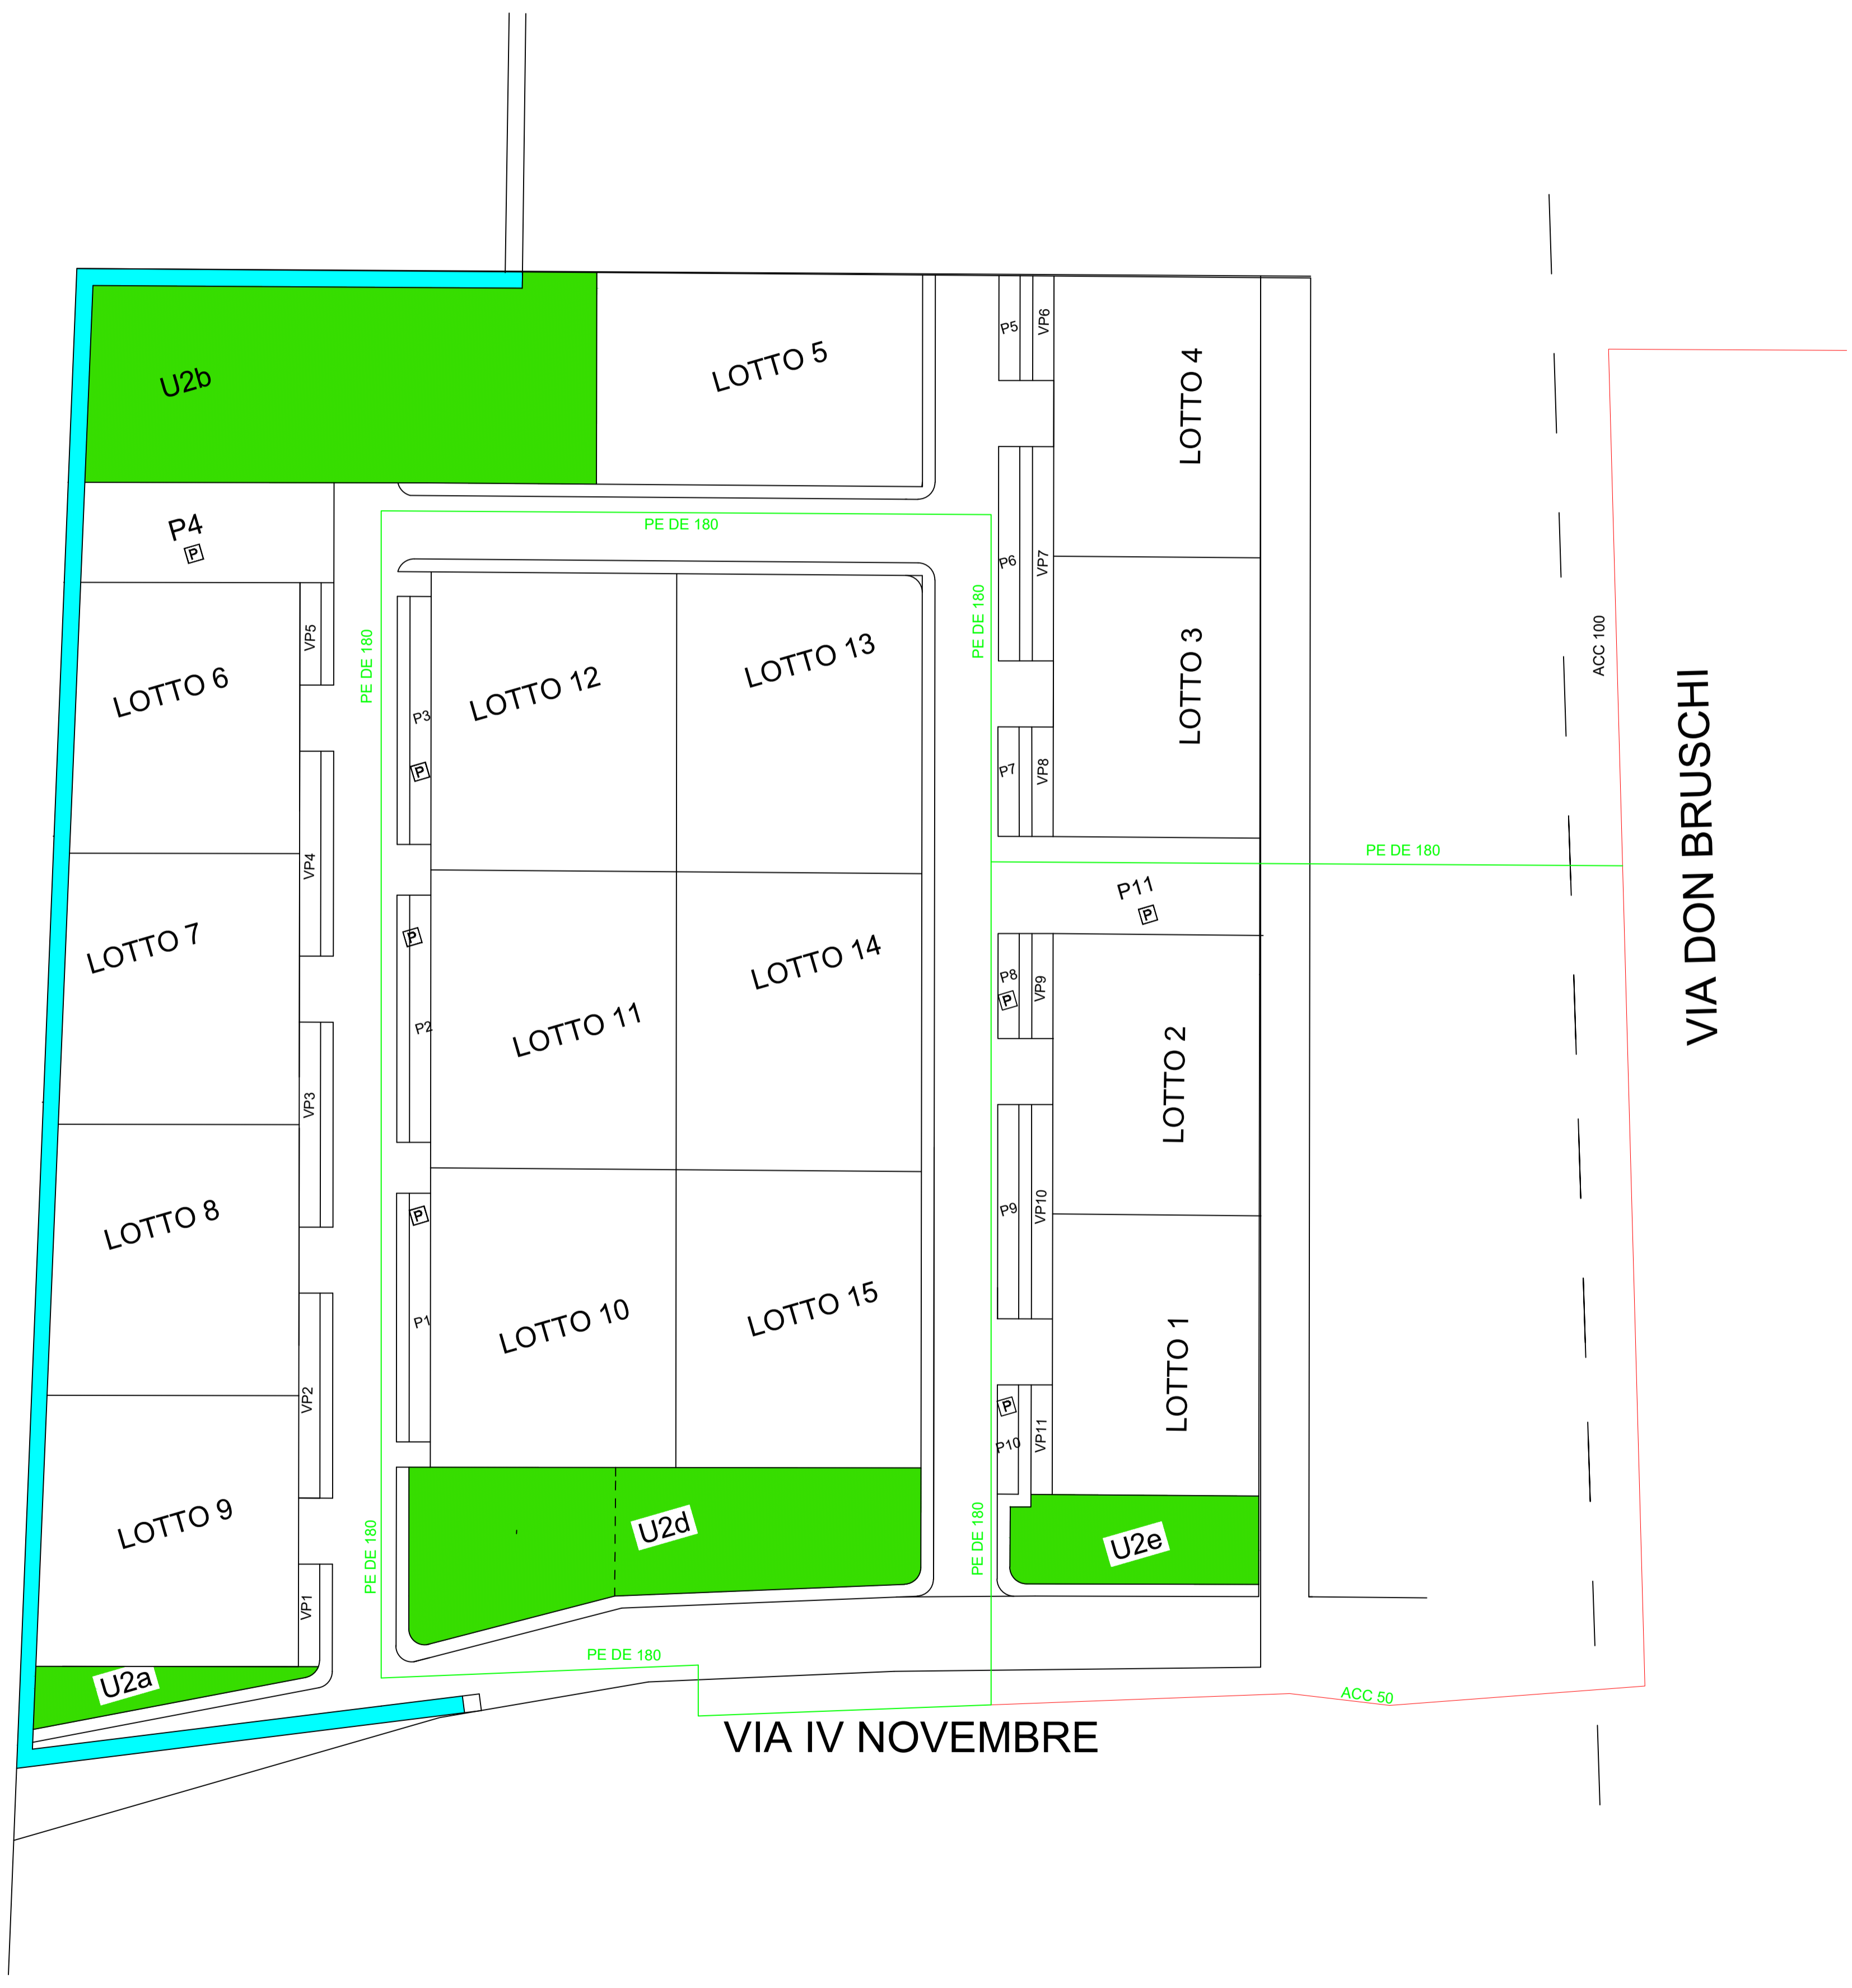 P5
VP6
LOTTO 5
LOTTO 4
U2b
P4
P
PE DE 180
P6
VP7
PE DE 180
PE DE 180
ACC 100
VP5
LOTTO 6
LOTTO 12
LOTTO 13
LOTTO 3
P3
P
P7
VP8
VIA DON BRUSCHI
PE DE 180
VP4
P11
P
LOTTO 7
P
LOTTO 14
P8
P
VP9
P2
LOTTO 11
LOTTO 2
VP3
LOTTO 8
P
P9
VP10
P1
LOTTO 10
LOTTO 15
LOTTO 1
VP2
P
P10
VP11
LOTTO 9
PE DE 180
U2d
PE DE 180
U2e
VP1
U2a
PE DE 180
ACC 50
VIA IV NOVEMBRE